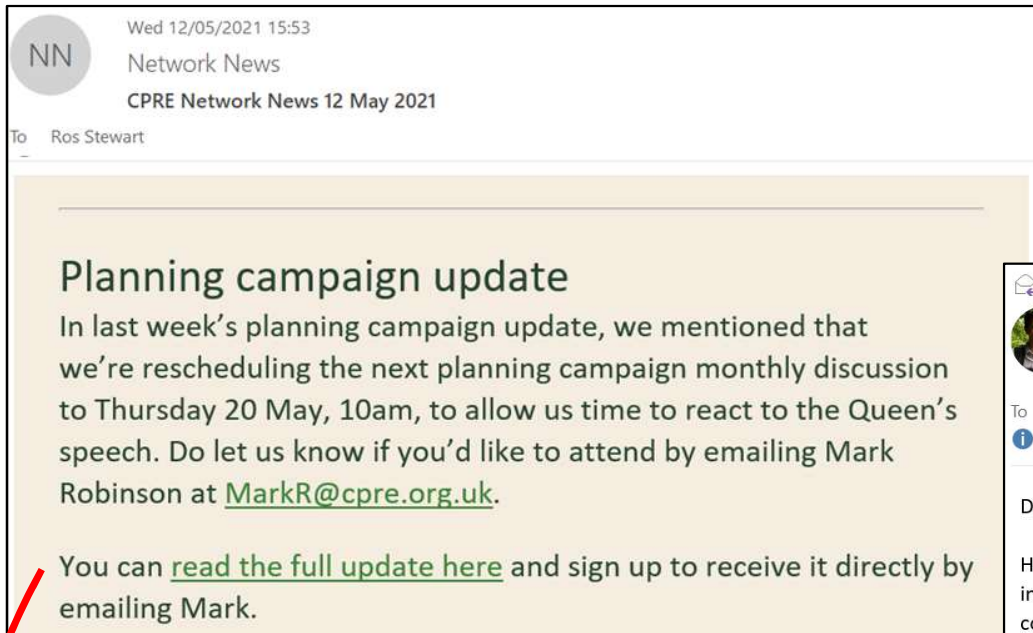 NN
Wed 12/05/2021 15:53
Network News
CPRE Network News 12 May 2021
To Ros Stewart
Planning campaign update
In last week's planning campaign update, we mentioned that
we're rescheduling the next planning campaign monthly discussion
to Thursday 20 May, 10am, to allow us time to react to the Queen's
speech. Do let us know if you'd like to attend by emailing Mark
Robinson at MarkR@cpre.org.uk.
You can read the full update here and sign up to receive it directly by
emailing Mark.
To